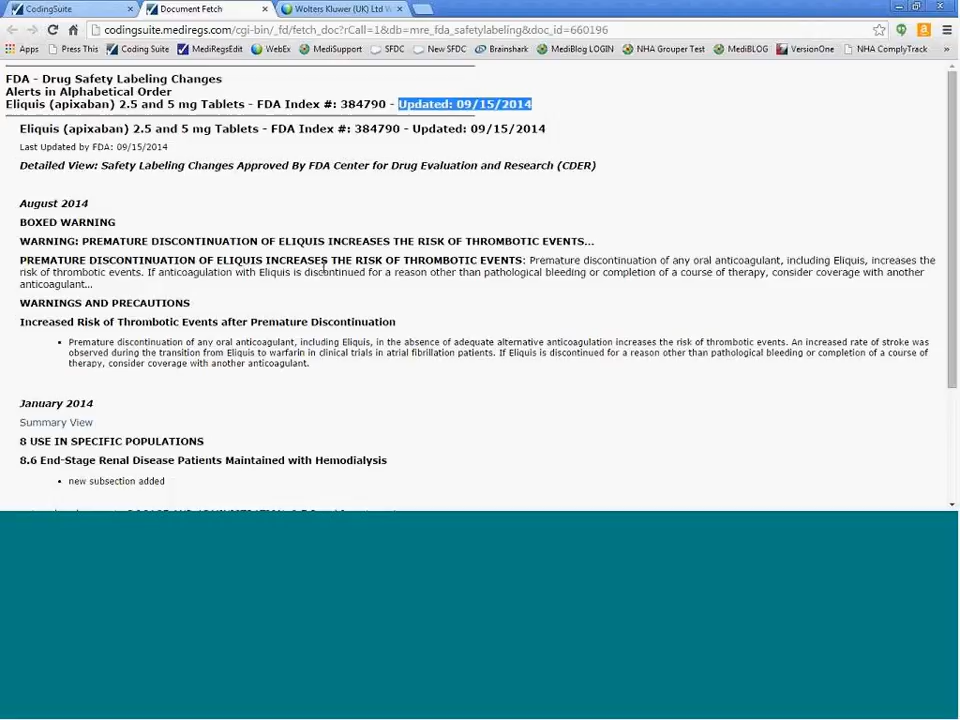 CodingSuite
Document Fetch
Wolters Kluwer (UK) Ltd
codingsuite.mediregs.com/cgi-bin/_fd/fetch_doc?rCall=1&db=mre_fda_safetylabeling&doc_id=660196
Apps Press This Coding Suite MediRegsEdit WebEx MediSupport SFDC New SFDC Brainshark MediBlog LOGIN NHA Grouper Test MediBLOG VersionOne NHA ComplyTrack »
FDA - Drug Safety Labeling Changes
Alerts in Alphabetical Order
Eliquis (apixaban) 2.5 and 5 mg Tablets - FDA Index #: 384790 - Updated: 09/15/2014
Eliquis (apixaban) 2.5 and 5 mg Tablets - FDA Index #: 384790 - Updated: 09/15/2014
Last Updated by FDA: 09/15/2014
Detailed View: Safety Labeling Changes Approved By FDA Center for Drug Evaluation and Research (CDER)
August 2014
BOXED WARNING
WARNING: PREMATURE DISCONTINUATION OF ELIQUIS INCREASES THE RISK OF THROMBOTIC EVENTS...
PREMATURE DISCONTINUATION OF ELIQUIS INCREASES THE RISK OF THROMBOTIC EVENTS: Premature discontinuation of any oral anticoagulant, including Eliquis, increases the
risk of thrombotic events. If anticoagulation with Eliquis is discontinued for a reason other than pathological bleeding or completion of a course of therapy, consider coverage with another
anticoagulant...
WARNINGS AND PRECAUTIONS
Increased Risk of Thrombotic Events after Premature Discontinuation
• Premature discontinuation of any oral anticoagulant, including Eliquis, in the absence of adequate alternative anticoagulation increases the risk of thrombotic events. An increased rate of stroke was
observed during the transition from Eliquis to warfarin in clinical trials in atrial fibrillation patients. If Eliquis is discontinued for a reason other than pathological bleeding or completion of a course of
therapy, consider coverage with another anticoagulant.
January 2014
Summary View
8 USE IN SPECIFIC POPULATIONS
8.6 End-Stage Renal Disease Patients Maintained with Hemodialysis
• new subsection added